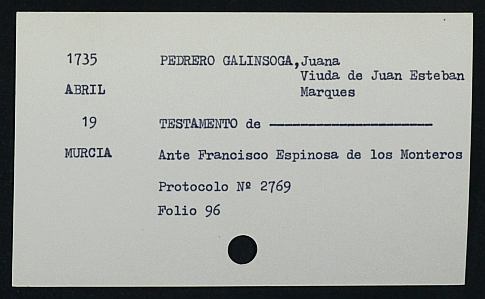 1735 PEDRERO GALINSOGA,Juana
Viuda de Juan Esteban
ABRIL Marques
19 TESTAMENTO de --------------------
MURCIA Ante Francisco Espinosa de los Monteros
Protocolo Nº 2769
Folio 96